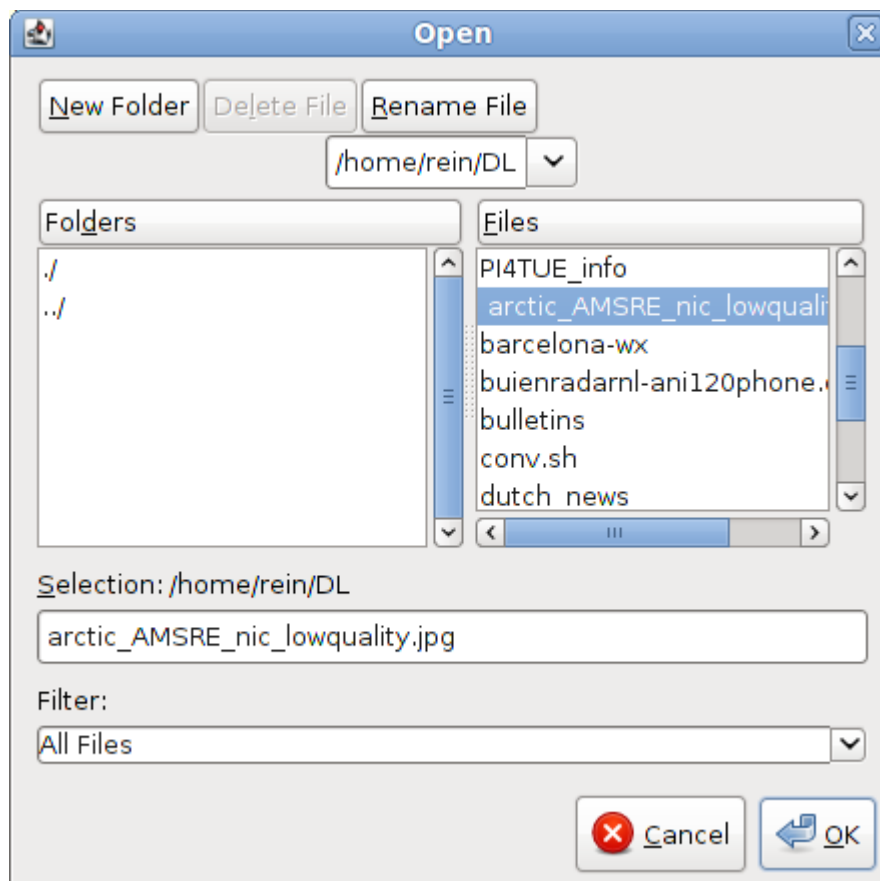 Open
New Folder Delete File Rename File
/home/rein/DL
Folders
./
../
Files
PI4TUE_info
arctic_AMSRE_nic_lowqualit
barcelona-wx
buienradarnl-ani120phone.
bulletins
conv.sh
dutch_news
Selection: /home/rein/DL
arctic_AMSRE_nic_lowquality.jpg
Filter:
All Files
Cancel OK